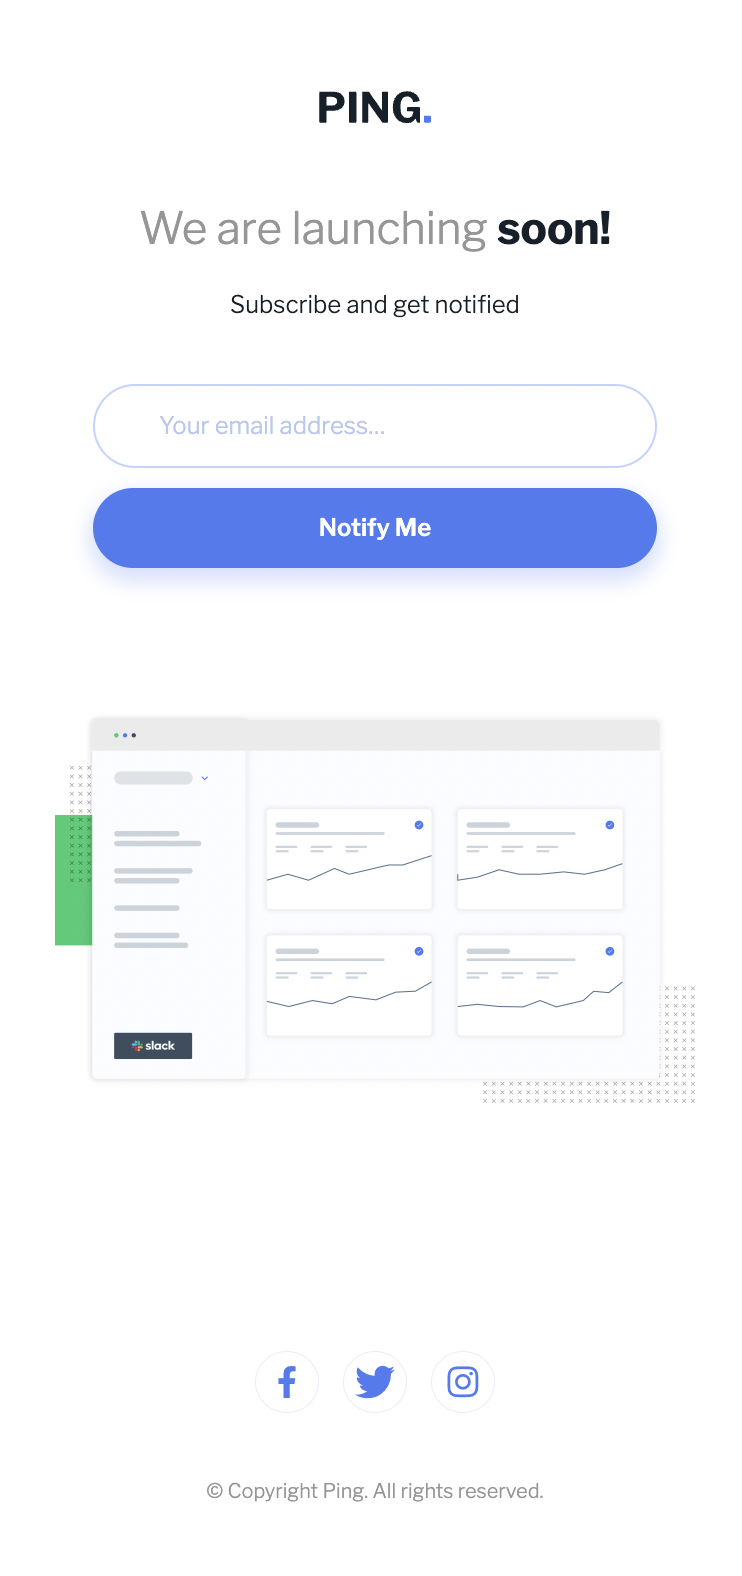 PING.
We are launching soon!
Subscribe and get notified
Your email address...
Notify Me
slack
© Copyright Ping. All rights reserved.